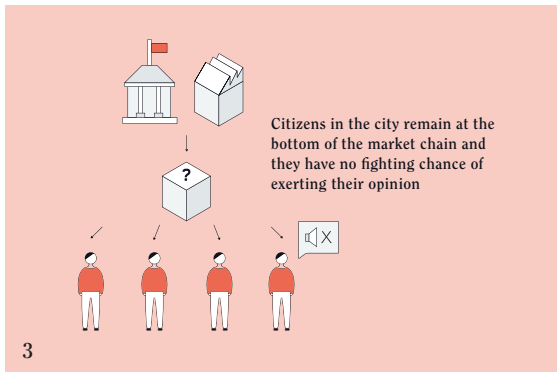 Citizens in the city remain at the
bottom of the market chain and
they have no fighting chance of
exerting their opinion
?
X
3